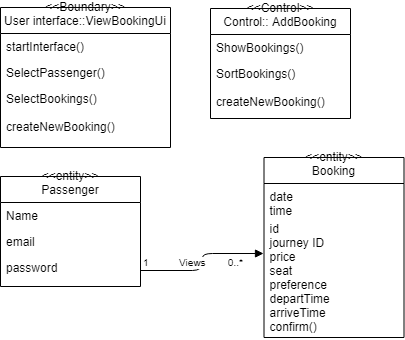 <<Boundary>>
User interface::ViewBookingUi
startInterface()
SelectPassenger()
SelectBookings()
createNewBooking()
<<Control>>
Control:: AddBooking
ShowBookings()
SortBookings()
createNewBooking()
<<entity>>
Passenger
Name
email
password
1
Views
0..*
<<entity>>
Booking
date
time
id
journey ID
price
seat
preference
departTime
arriveTime
confirm()